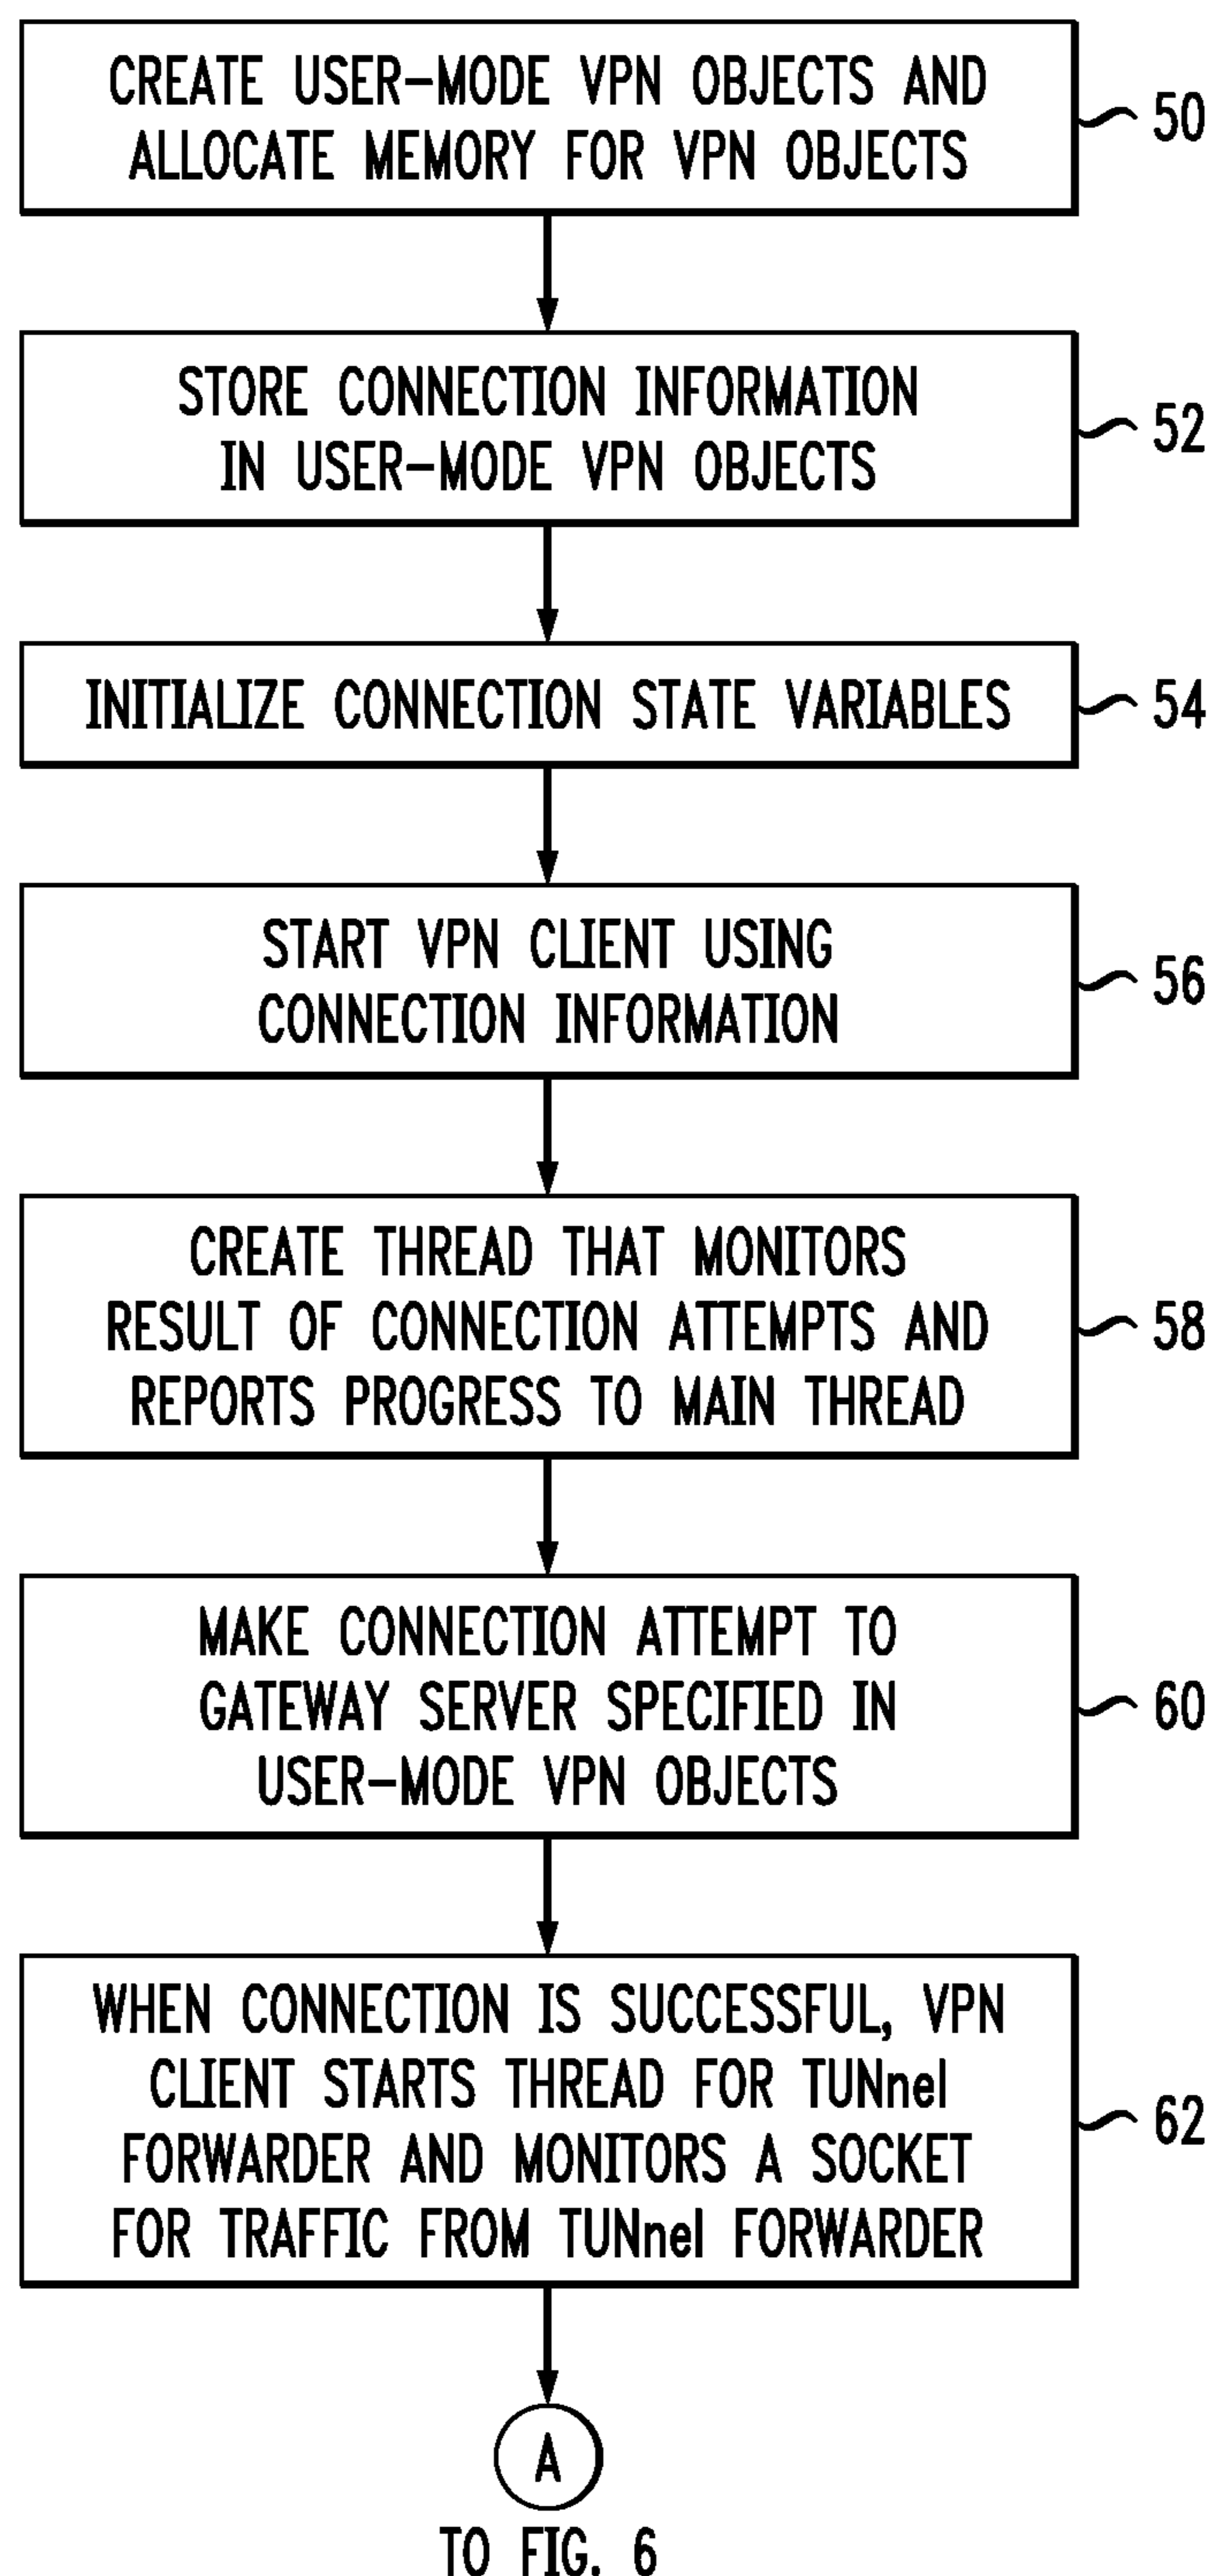 CREATE USER-MODE VPN OBJECTS AND
ALLOCATE MEMORY FOR VPN OBJECTS
50
STORE CONNECTION INFORMATION
IN USER-MODE VPN OBJECTS
52
INITIALIZE CONNECTION STATE VARIABLES
54
START VPN CLIENT USING
CONNECTION INFORMATION
56
CREATE THREAD THAT MONITORS
RESULT OF CONNECTION ATTEMPTS AND
REPORTS PROGRESS TO MAIN THREAD
58
MAKE CONNECTION ATTEMPT TO
GATEWAY SERVER SPECIFIED IN
USER-MODE VPN OBJECTS
60
WHEN CONNECTION IS SUCCESSFUL, VPN
CLIENT STARTS THREAD FOR TUNnel
FORWARDER AND MONITORS A SOCKET
FOR TRAFFIC FROM TUNnel FORWARDER
62
A
TO FIG. 6